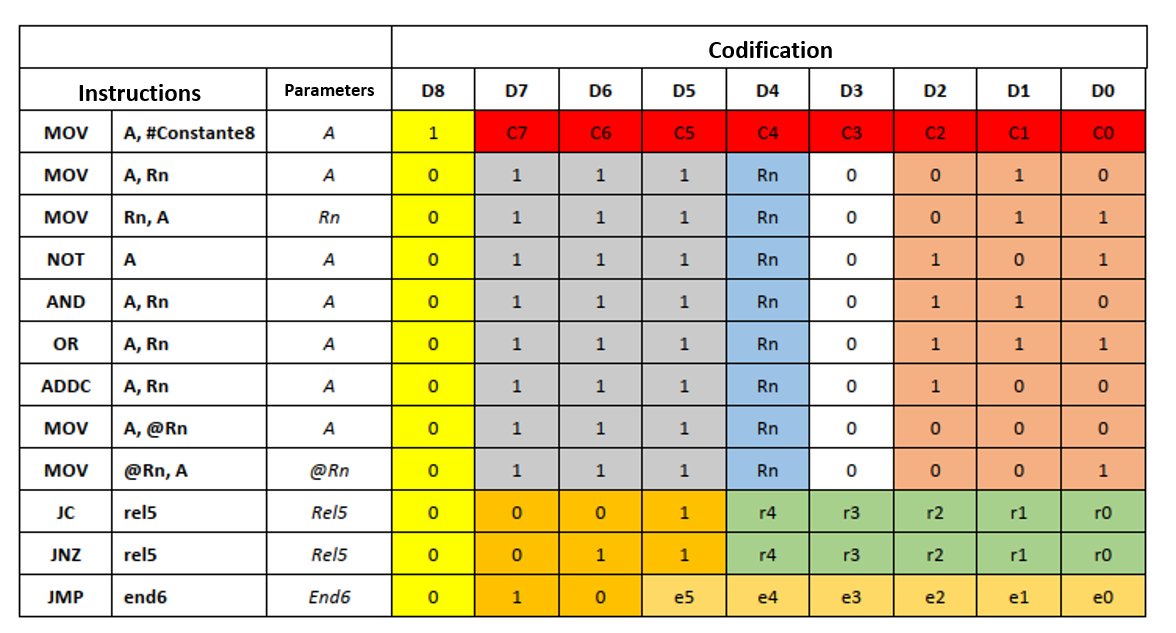 Codification
Instructions Parameters D8 D7 D6 D5 D4 D3 D2 D1 D0
MOV A, #Constante8 A 1 C7 C6 C5 C4 C3 C2 C1 C0
MOV A, Rn A 0 1 1 1 Rn 0 0 1 0
MOV Rn, A Rn 0 1 1 1 Rn 0 0 1 1
NOT A A 0 1 1 1 Rn 0 1 0 1
AND A, Rn A 0 1 1 1 Rn 0 1 1 0
OR A, Rn A 0 1 1 1 Rn 0 1 1 1
ADDC A, Rn A 0 1 1 1 Rn 0 1 0 0
MOV A, @Rn A 0 1 1 1 Rn 0 0 0 0
MOV @Rn, A @Rn 0 1 1 1 Rn 0 0 0 1
JC rel5 Rel5 0 0 0 1 r4 r3 r2 r1 r0
JNZ rel5 Rel5 0 0 1 1 r4 r3 r2 r1 r0
JMP end6 End6 0 1 0 e5 e4 e3 e2 e1 e0